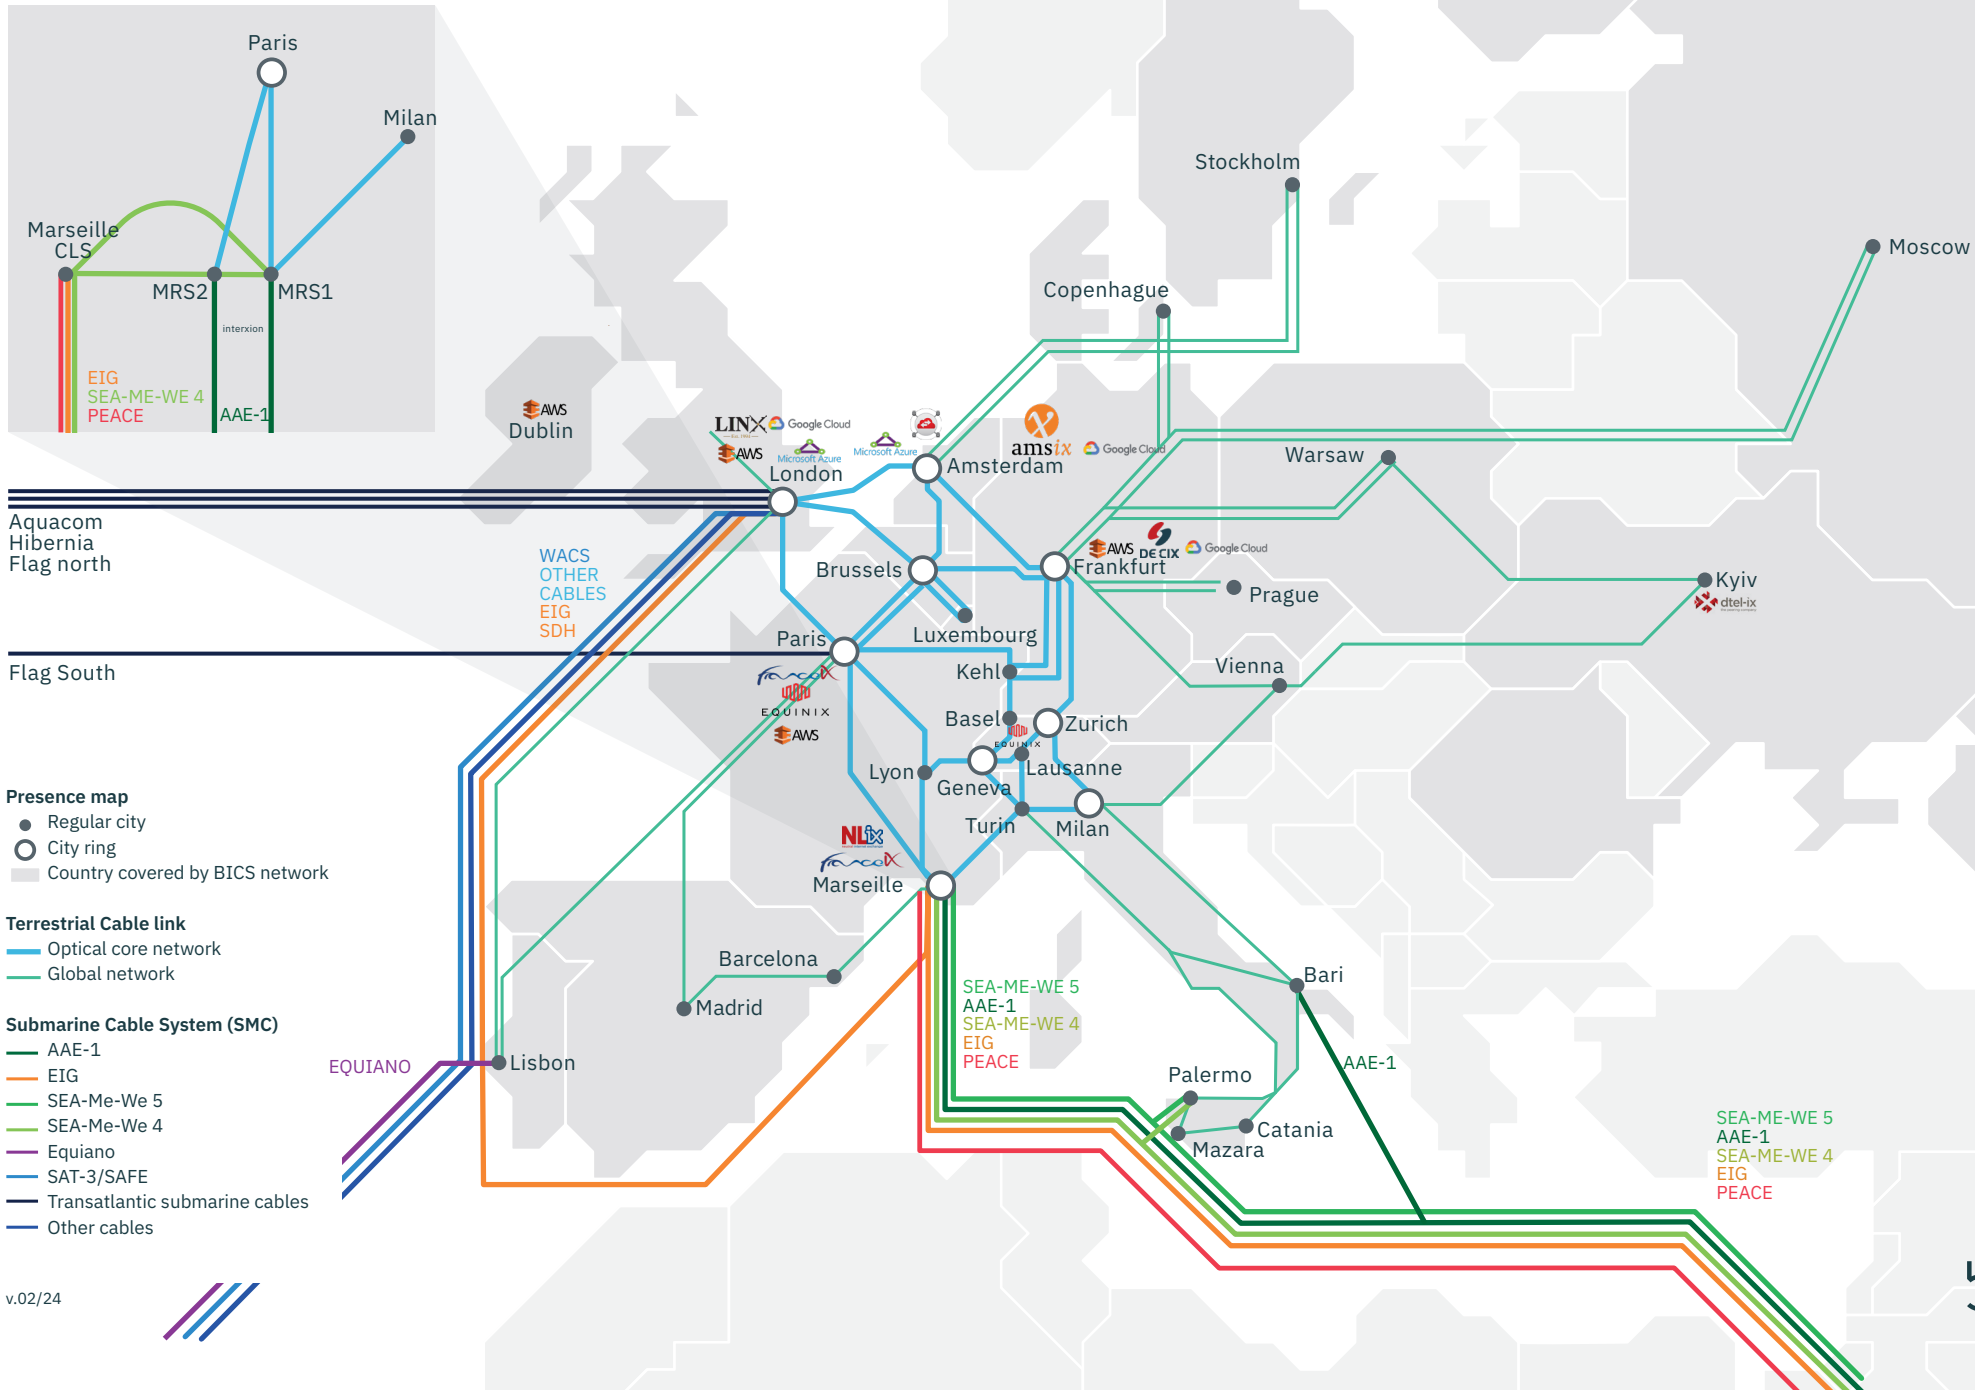 Paris
Milan
Marseille
CLS
MRS2
MRS1
interxion
EIG
SEA-ME-WE 4
PEACE
AAE-1
Stockholm
Moscow
Copenhague
AWS
Dublin
LINX
Google Cloud
AWS
Microsoft Azure
Microsoft Azure
London
Amsterdam
amsix
Google Cloud
Warsaw
Aquacom
Hibernia
Flag north
WACS
OTHER
CABLES
EIG
SDH
Brussels
AWS
DE CIX
Google Cloud
Frankfurt
Prague
Kyiv
dtel-ix
Luxembourg
Paris
Flag South
franceIX
EQUINIX
AWS
Kehl
Vienna
Basel
Zurich
EQUINIX
Lausanne
Lyon
Geneva
Turin
Milan
NLix
franceIX
Marseille
Presence map
Regular city
City ring
Country covered by BICS network
Terrestrial Cable link
Optical core network
Global network
Submarine Cable System (SMC)
AAE-1
EIG
SEA-Me-We 5
SEA-Me-We 4
Equiano
SAT-3/SAFE
Transatlantic submarine cables
Other cables
v.02/24
Barcelona
Madrid
EQUIANO
Lisbon
SEA-ME-WE 5
AAE-1
SEA-ME-WE 4
EIG
PEACE
Bari
AAE-1
Palermo
Catania
Mazara
SEA-ME-WE 5
AAE-1
SEA-ME-WE 4
EIG
PEACE